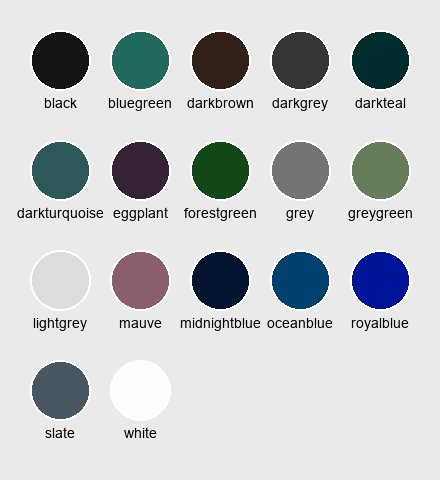 black bluegreen darkbrown darkgrey darkteal
darkturquoise eggplant forestgreen grey greygreen
lightgrey mauve midnightblue oceanblue royalblue
slate white